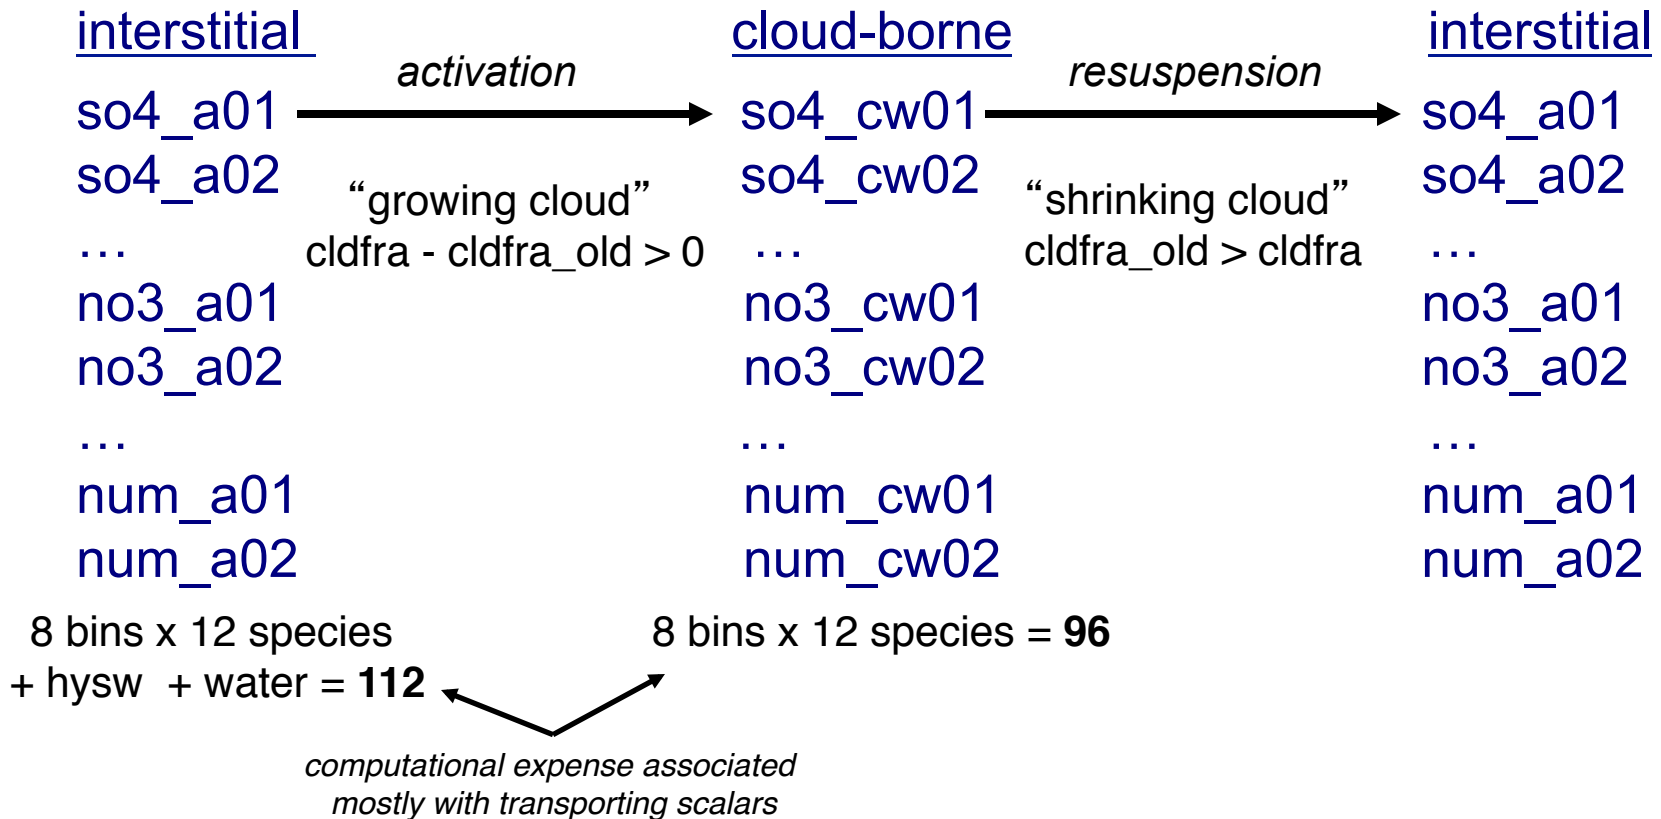 interstitial
so4_a01
so4_a02
…
no3_a01
no3_a02
…
num_a01
num_a02
8 bins x 12 species
+ hysw + water = 112
activation
“growing cloud”
cldfra - cldfra_old > 0
cloud-borne
so4_cw01
so4_cw02
…
no3_cw01
no3_cw02
…
num_cw01
num_cw02
8 bins x 12 species = 96
resuspension
“shrinking cloud”
cldfra_old > cldfra
interstitial
so4_a01
so4_a02
…
no3_a01
no3_a02
…
num_a01
num_a02
computational expense associated
mostly with transporting scalars